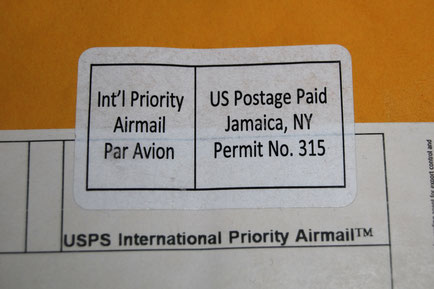 Int'l Priority
Airmail
Par Avion
US Postage Paid
Jamaica, NY
Permit No. 315
USPS International Priority Airmail™